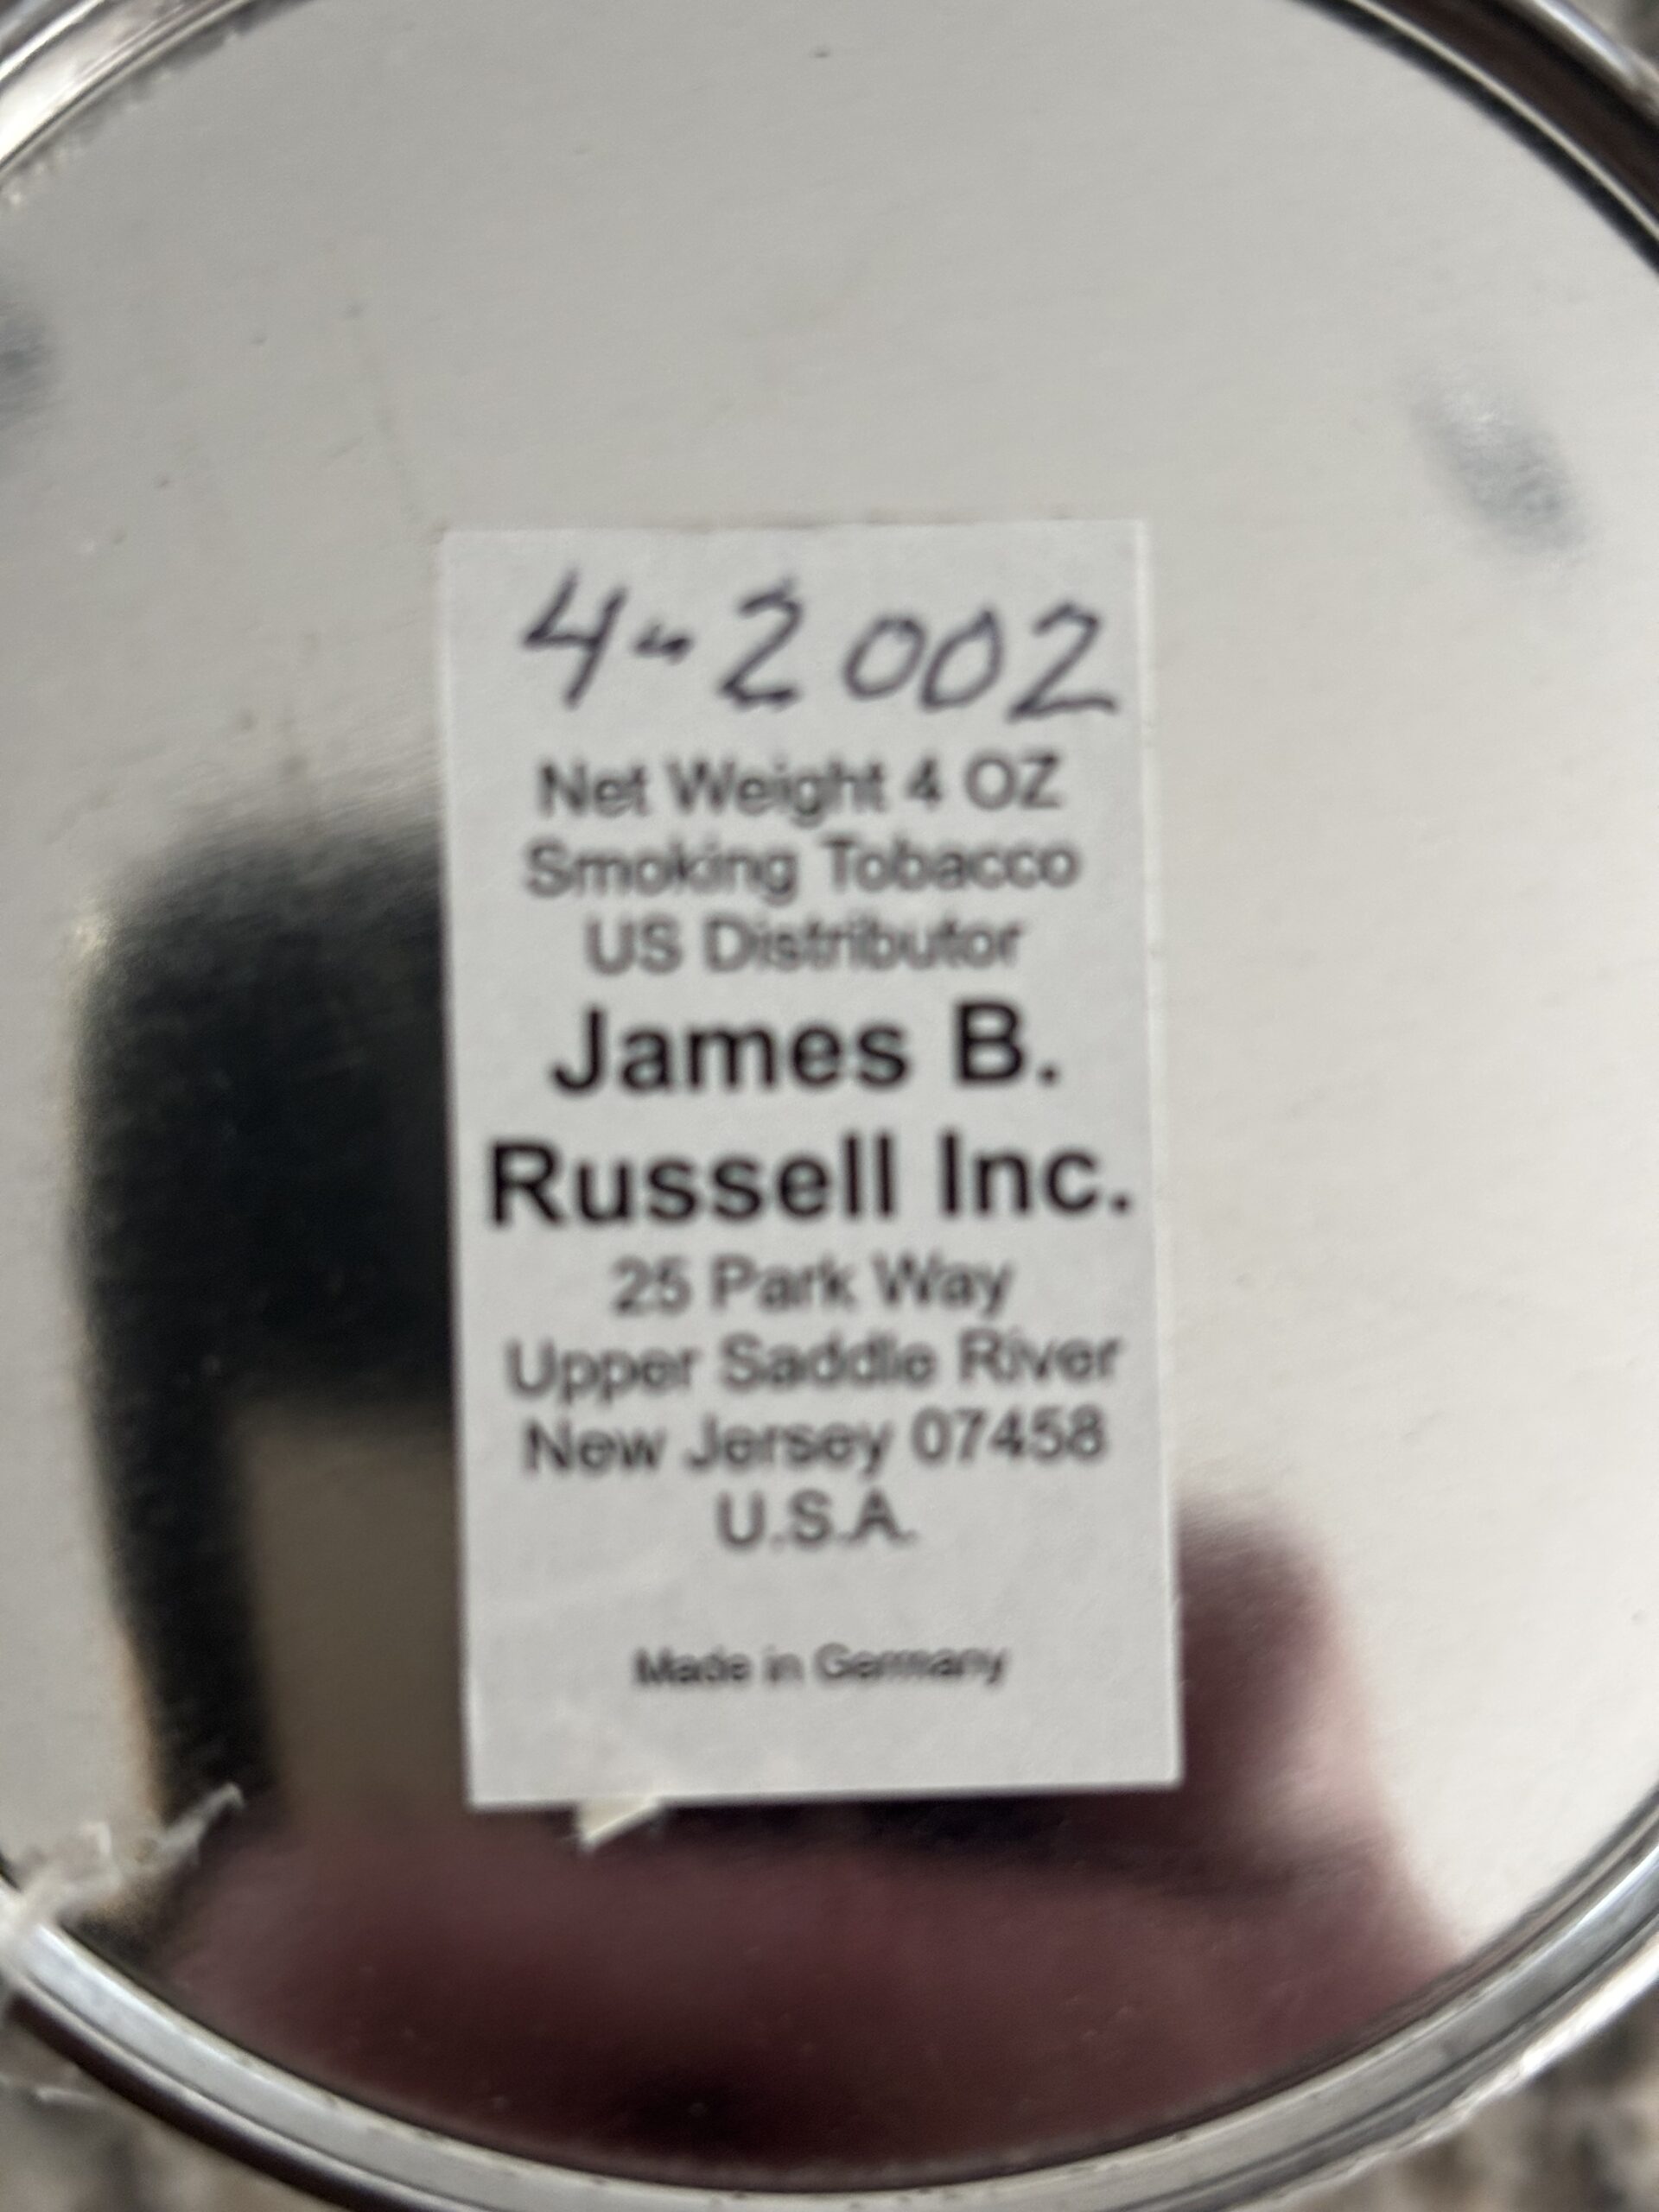 4-2002
Net Weight 4 OZ
Smoking Tobacco
US Distributor
James B.
Russell Inc.
25 Park Way
Upper Saddle River
New Jersey 07458
U.S.A.
Made in Germany